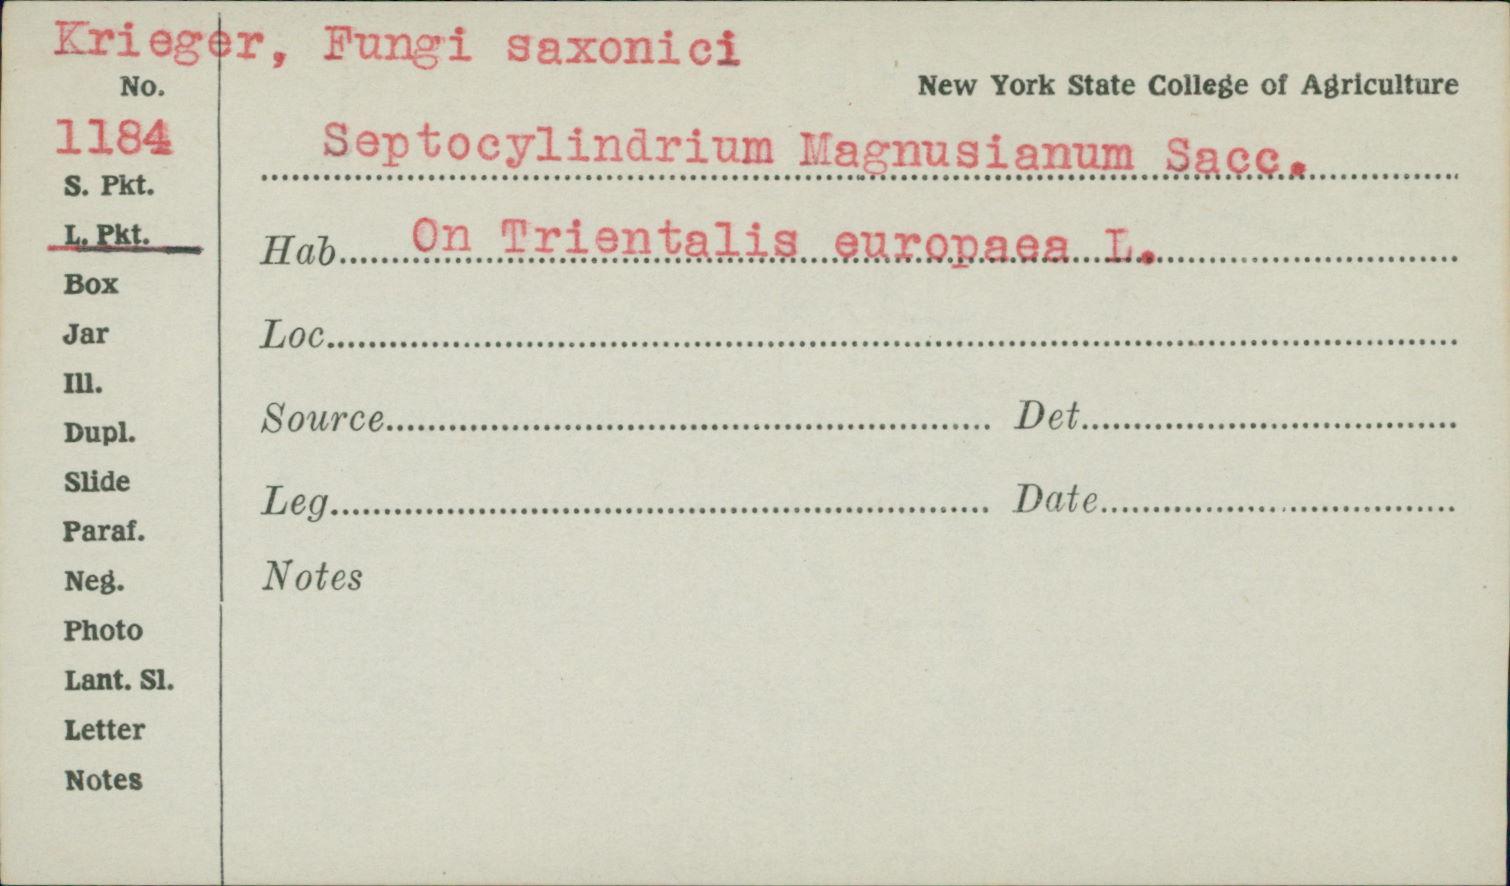 Krieger, Fungi saxonici
No.
New York State College of Agriculture
1184
Septocylindrium Magnusianum Sacc.
S. Pkt.
L. Pkt.
Hab. On Trientalis europaea L.
Box
Jar
Loc.
Ill.
Source Det.
Dupl.
Slide
Leg. Date
Paraf.
Neg.
Notes
Photo
Lant. Sl.
Letter
Notes